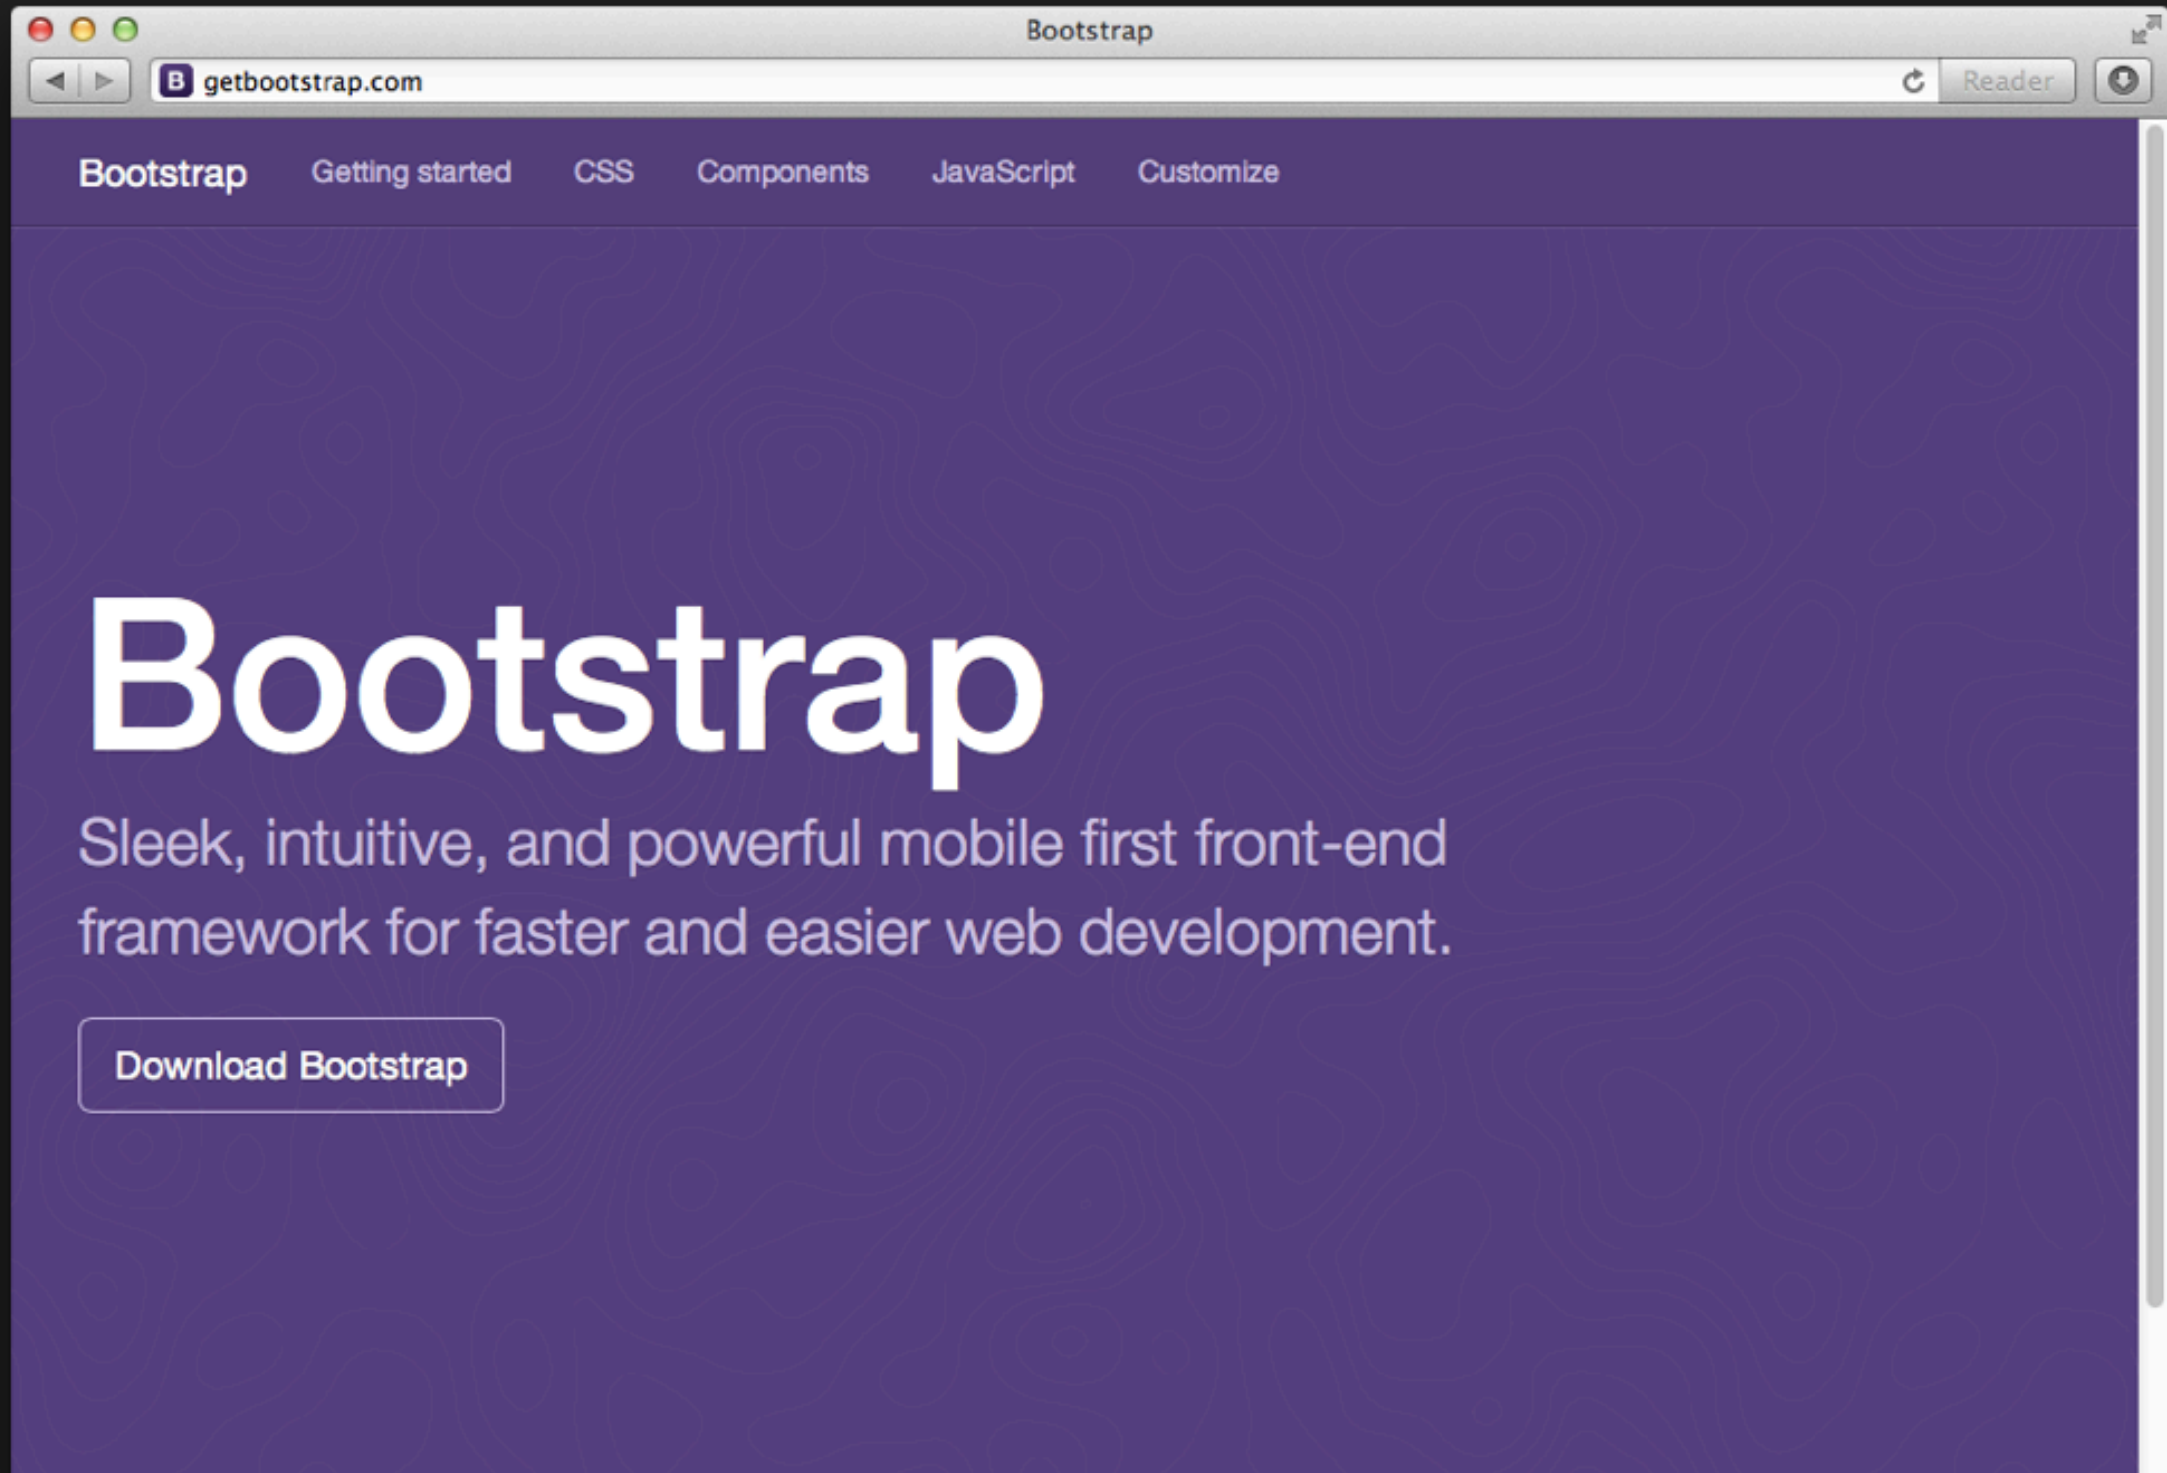 Bootstrap
B getbootstrap.com Reader
Bootstrap Getting started CSS Components JavaScript Customize
Bootstrap
Sleek, intuitive, and powerful mobile first front-end
framework for faster and easier web development.
Download Bootstrap